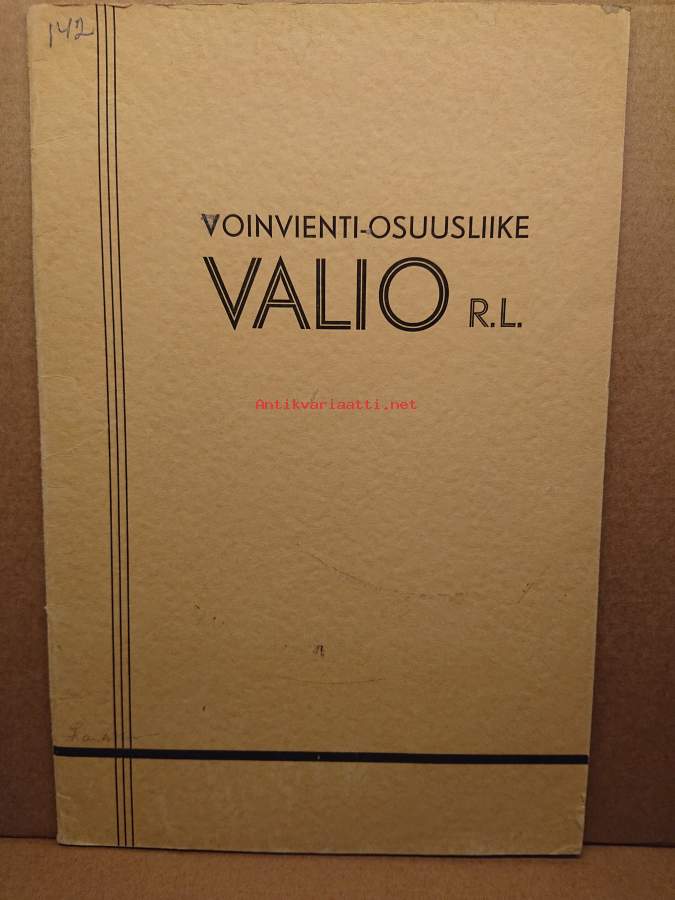 142
VOINVIENTI-OSUUSLIIKE
VALIO R.L.
Antikvariaatti.net